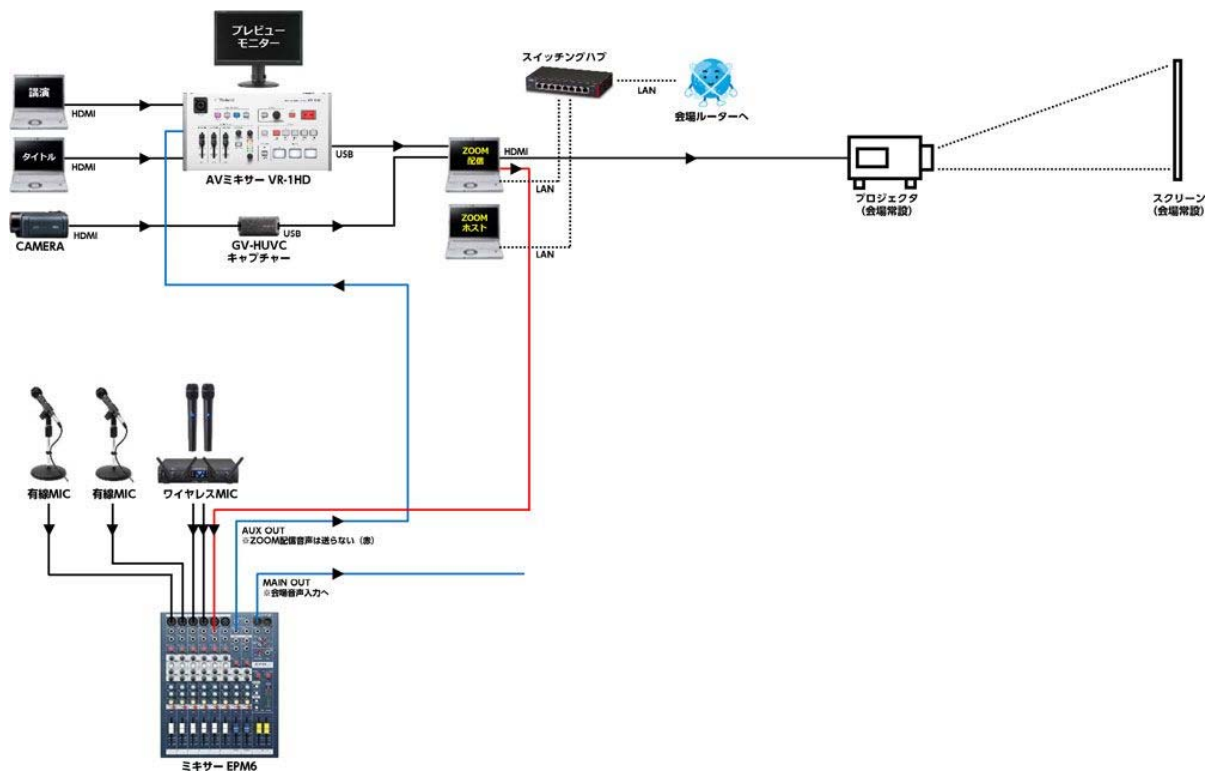 プレビュー
モニター
講演
HDMI
タイトル
HDMI
USB
AVミキサー VR-1HD
CAMERA
HDMI
USB
GV-HUVC
キャプチャー
スイッチングハブ
LAN
会場ルーターへ
ZOOM
配信
HDMI
LAN
ZOOM
ホスト
LAN
プロジェクタ
(会場常設)
スクリーン
(会場常設)
有線MIC
有線MIC
ワイヤレスMIC
AUX OUT
※ZOOM配信音声は送らない(赤)
MAIN OUT
※会場音声入力へ
ミキサー EPM6